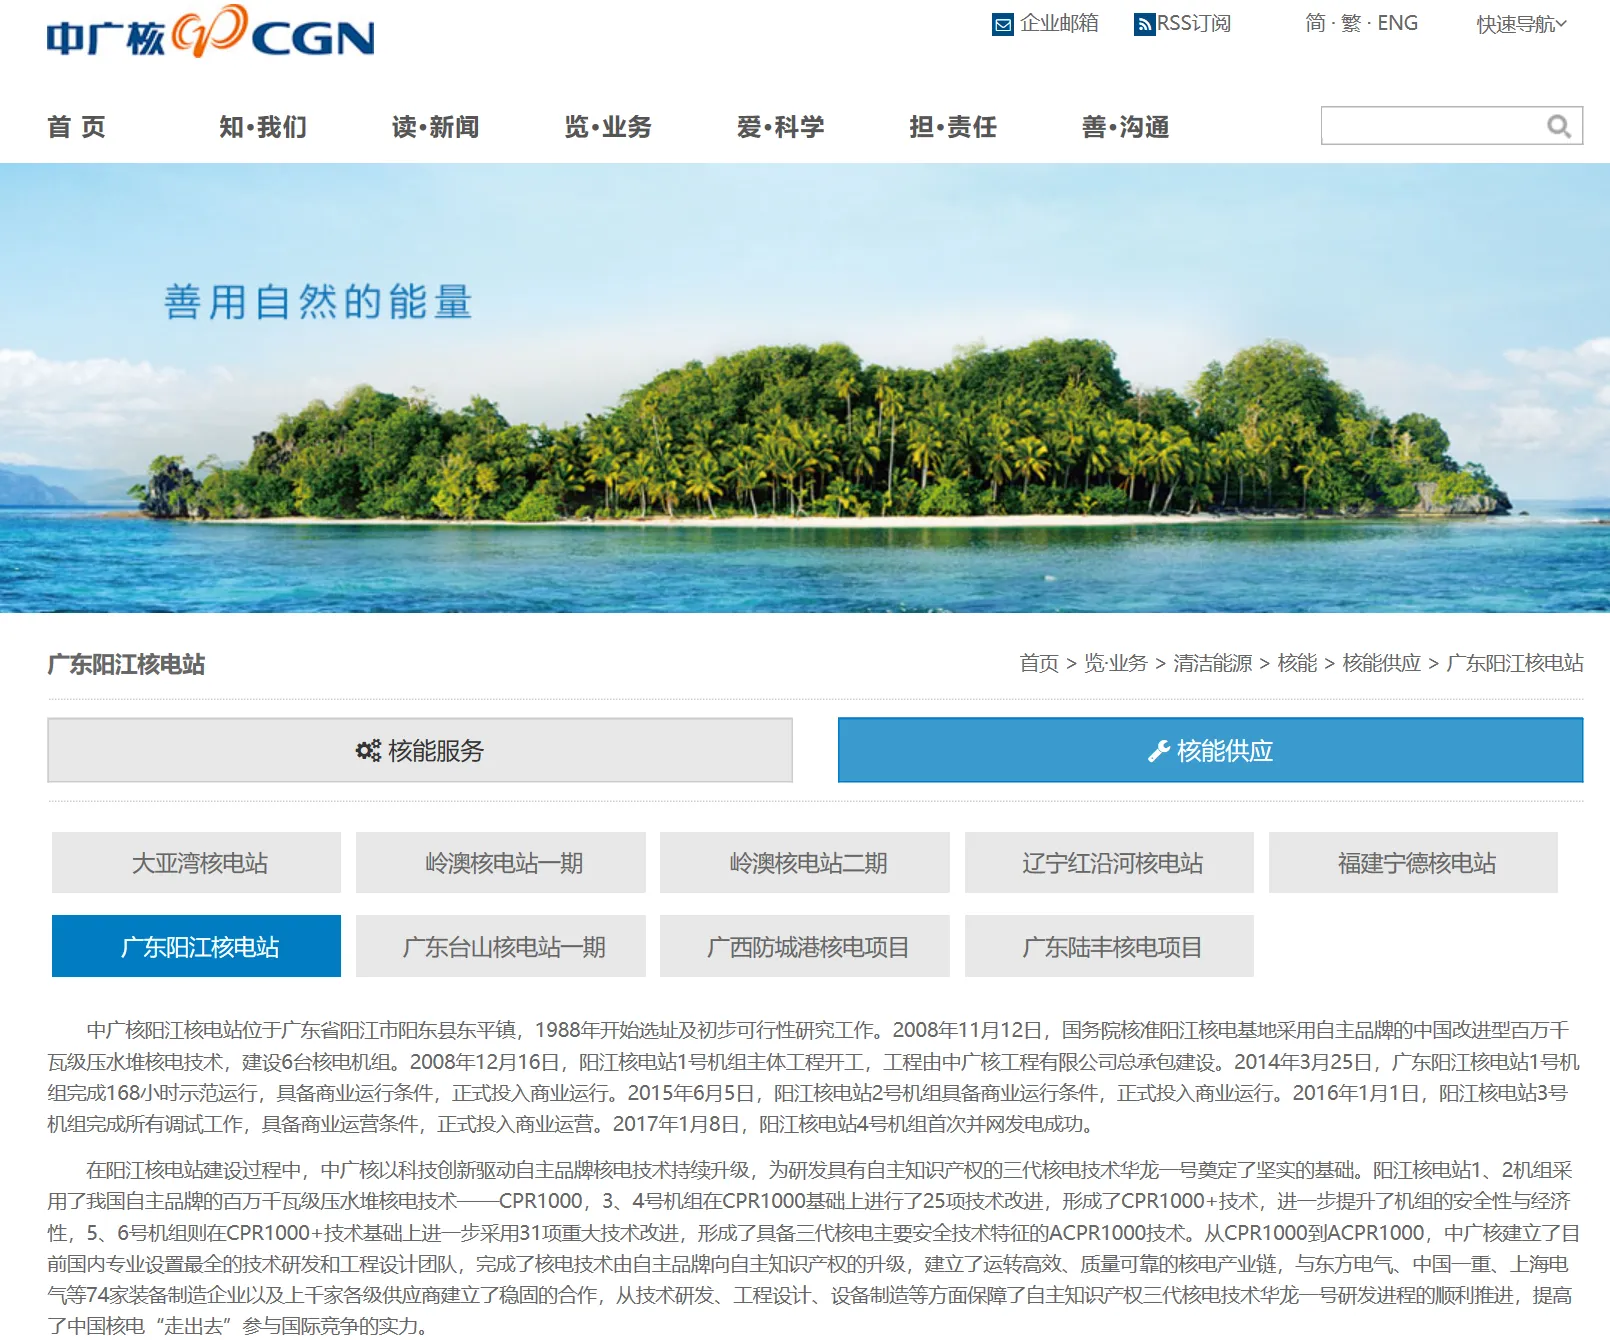 中广核 CGN
企业邮箱 RSS订阅 简 · 繁 · ENG 快速导航
首 页 知·我们 读·新闻 览·业务 爱·科学 担·责任 善·沟通
善用自然的能量
广东阳江核电站 首页 > 览·业务 > 清洁能源 > 核能 > 核能供应 > 广东阳江核电站
核能服务 核能供应
大亚湾核电站 岭澳核电站一期 岭澳核电站二期 辽宁红沿河核电站 福建宁德核电站
广东阳江核电站 广东台山核电站一期 广西防城港核电项目 广东陆丰核电项目
中广核阳江核电站位于广东省阳江市阳东县东平镇，1988年开始选址及初步可行性研究工作。2008年11月12日，国务院核准阳江核电基地采用自主品牌的中国改进型百万千
瓦级压水堆核电技术，建设6台核电机组。2008年12月16日，阳江核电站1号机组主体工程开工，工程由中广核工程有限公司总承包建设。2014年3月25日，广东阳江核电站1号机
组完成168小时示范运行，具备商业运行条件，正式投入商业运行。2015年6月5日，阳江核电站2号机组具备商业运行条件，正式投入商业运行。2016年1月1日，阳江核电站3号
机组完成所有调试工作，具备商业运营条件，正式投入商业运营。2017年1月8日，阳江核电站4号机组首次并网发电成功。
在阳江核电站建设过程中，中广核以科技创新驱动自主品牌核电技术持续升级，为研发具有自主知识产权的三代核电技术华龙一号奠定了坚实的基础。阳江核电站1、2机组采
用了我国自主品牌的百万千瓦级压水堆核电技术——CPR1000，3、4号机组在CPR1000基础上进行了25项技术改进，形成了CPR1000+技术，进一步提升了机组的安全性与经济
性，5、6号机组则在CPR1000+技术基础上进一步采用31项重大技术改进，形成了具备三代核电主要安全技术特征的ACPR1000技术。从CPR1000到ACPR1000，中广核建立了目
前国内专业设置最全的技术研发和工程设计团队，完成了核电技术由自主品牌向自主知识产权的升级，建立了运转高效、质量可靠的核电产业链，与东方电气、中国一重、上海电
气等74家装备制造企业以及上千家各级供应商建立了稳固的合作，从技术研发、工程设计、设备制造等方面保障了自主知识产权三代核电技术华龙一号研发进程的顺利推进，提高
了中国核电“走出去”参与国际竞争的实力。